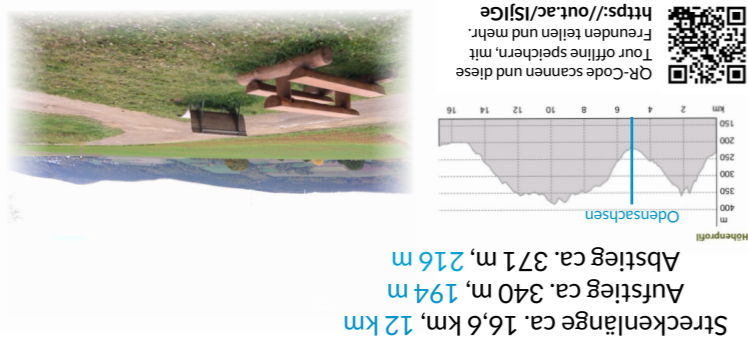 Streckenlänge ca. 16,6 km, 12 km
Aufstieg ca. 340 m, 194 m
Abstieg ca. 371 m, 216 m
Höhenprofil
m
Odensachsen
400
350
300
250
200
150
km 2 4 6 8 10 12 14 16
QR-Code scannen und diese
Tour offline speichern, mit
Freunden teilen und mehr.
https://out.ac/ISjIGe